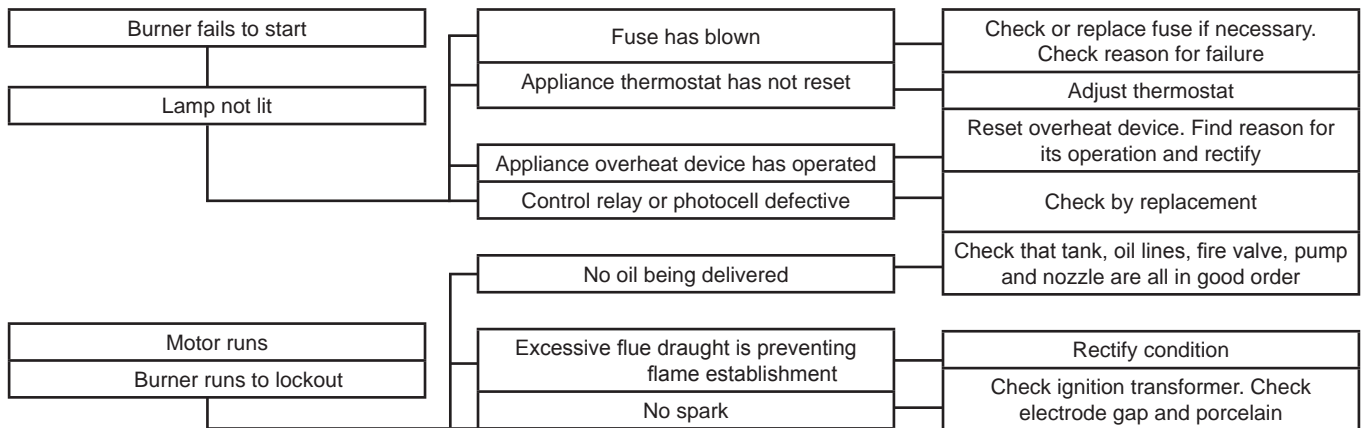 Burner fails to start
Lamp not lit
Fuse has blown
Appliance thermostat has not reset
Appliance overheat device has operated
Control relay or photocell defective
Check or replace fuse if necessary.
Check reason for failure
Adjust thermostat
Reset overheat device. Find reason for
its operation and rectify
Check by replacement
Motor runs
Burner runs to lockout
No oil being delivered
Excessive flue draught is preventing
flame establishment
No spark
Check that tank, oil lines, fire valve, pump
and nozzle are all in good order
Rectify condition
Check ignition transformer. Check
electrode gap and porcelain